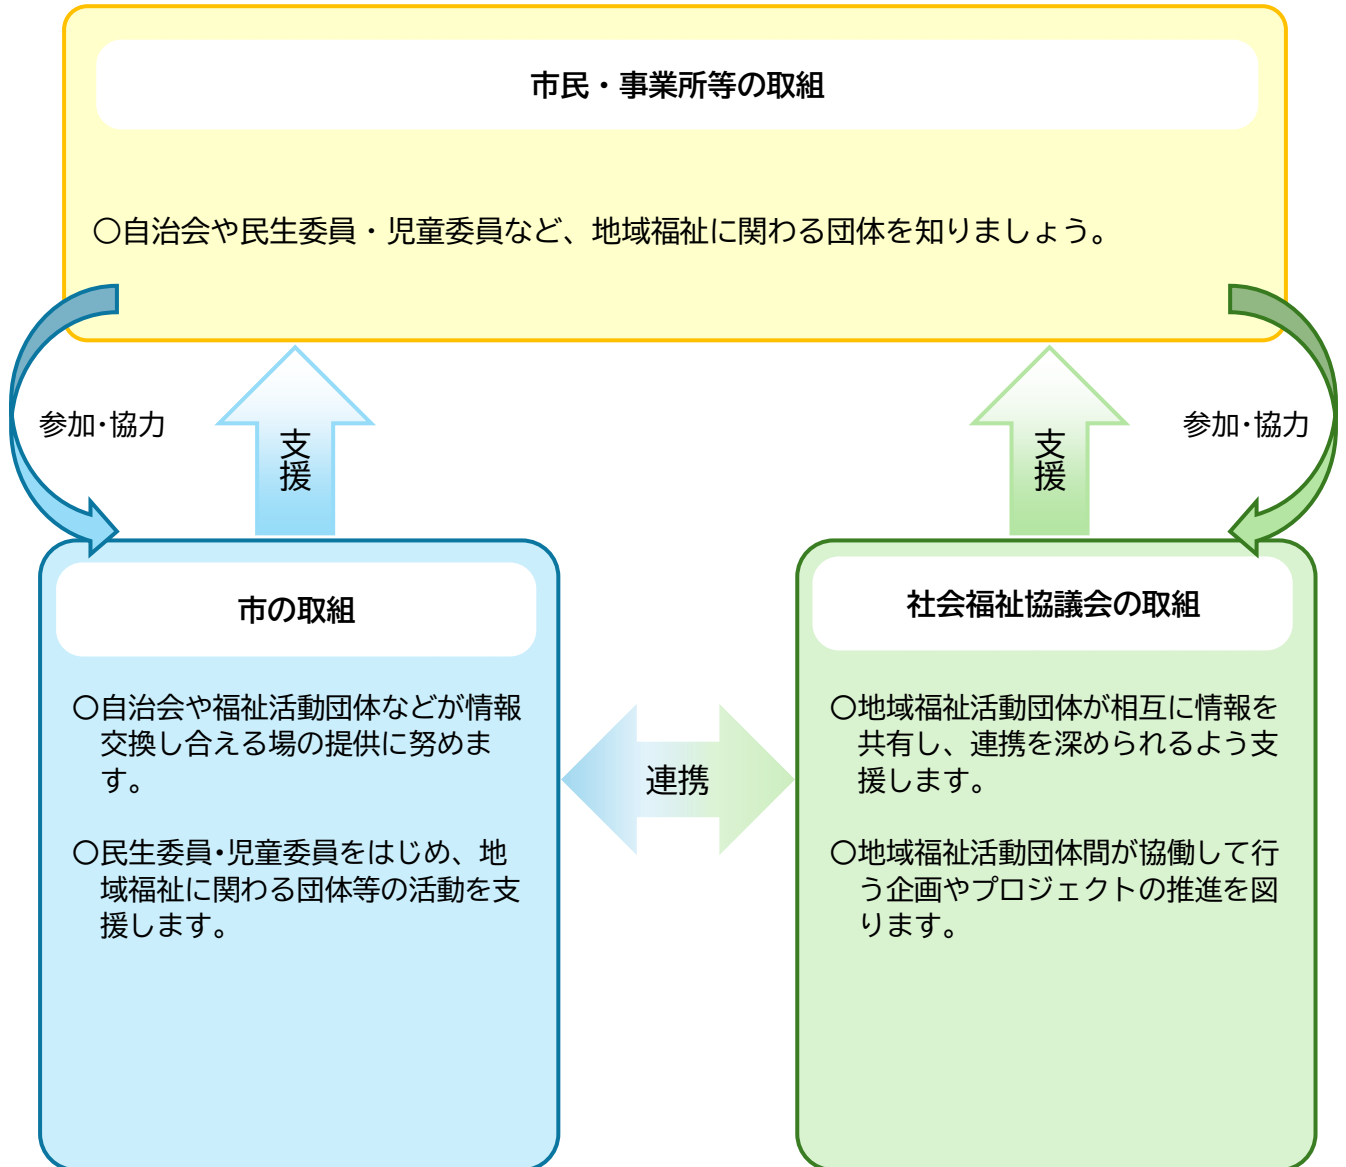 市民・事業所等の取組
〇自治会や民生委員・児童委員など、地域福祉に関わる団体を知りましょう。
参加･協力
支援
支援
参加･協力
市の取組
〇自治会や福祉活動団体などが情報
交換し合える場の提供に努めま
す。
〇民生委員･児童委員をはじめ、地
域福祉に関わる団体等の活動を支
援します。
連携
社会福祉協議会の取組
〇地域福祉活動団体が相互に情報を
共有し、連携を深められるよう支
援します。
〇地域福祉活動団体間が協働して行
う企画やプロジェクトの推進を図
ります。